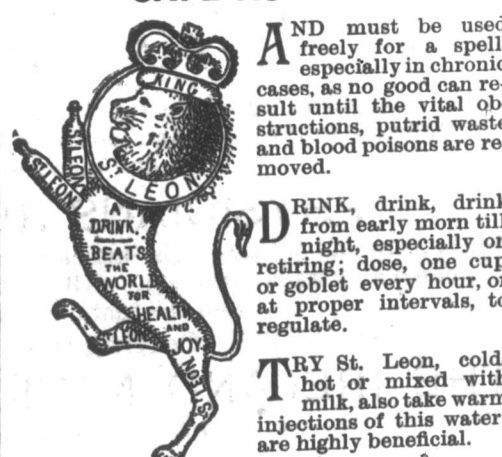 KING
ST LEON
ST. LEON
ST. LEON
A
DRINK.
BEATS
THE
WORLD
FOR
HEALTH
AND
JOY
ST LEON
ST LEON
AND must be used
freely for a spell
especially in chronic
cases, as no good can re-
sult until the vital ob-
structions, putrid waste
and blood poisons are re-
moved.
DRINK, drink, drink
from early morn till
night, especially on
retiring; dose, one cup
or goblet every hour, or
at proper intervals, to
regulate.
TRY St. Leon, cold,
hot or mixed with
milk, also take warm
injections of this water,
are highly beneficial.